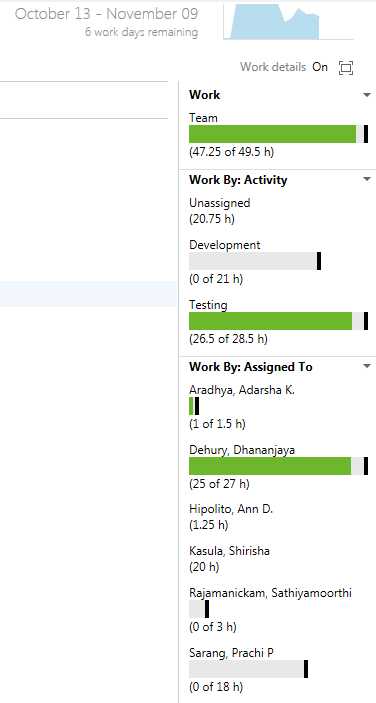 October 13 - November 09
6 work days remaining
Work details On
Work
Team
(47.25 of 49.5 h)
Work By: Activity
Unassigned
(20.75 h)
Development
(0 of 21 h)
Testing
(26.5 of 28.5 h)
Work By: Assigned To
Aradhya, Adarsha K.
(1 of 1.5 h)
Dehury, Dhananjaya
(25 of 27 h)
Hipolito, Ann D.
(1.25 h)
Kasula, Shirisha
(20 h)
Rajamanickam, Sathiyamoorthi
(0 of 3 h)
Sarang, Prachi P
(0 of 18 h)